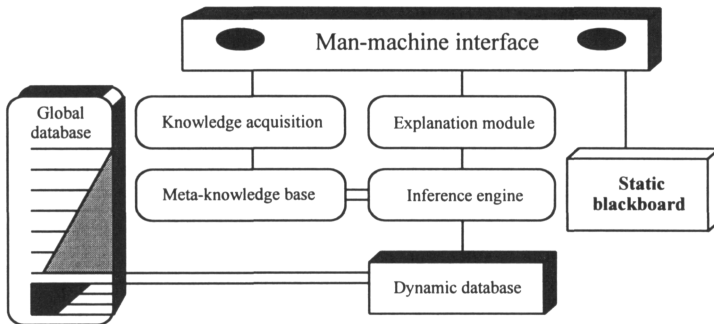 Man-machine interface
Global
database
Knowledge acquisition
Explanation module
Meta-knowledge base
Inference engine
Static
blackboard
Dynamic database